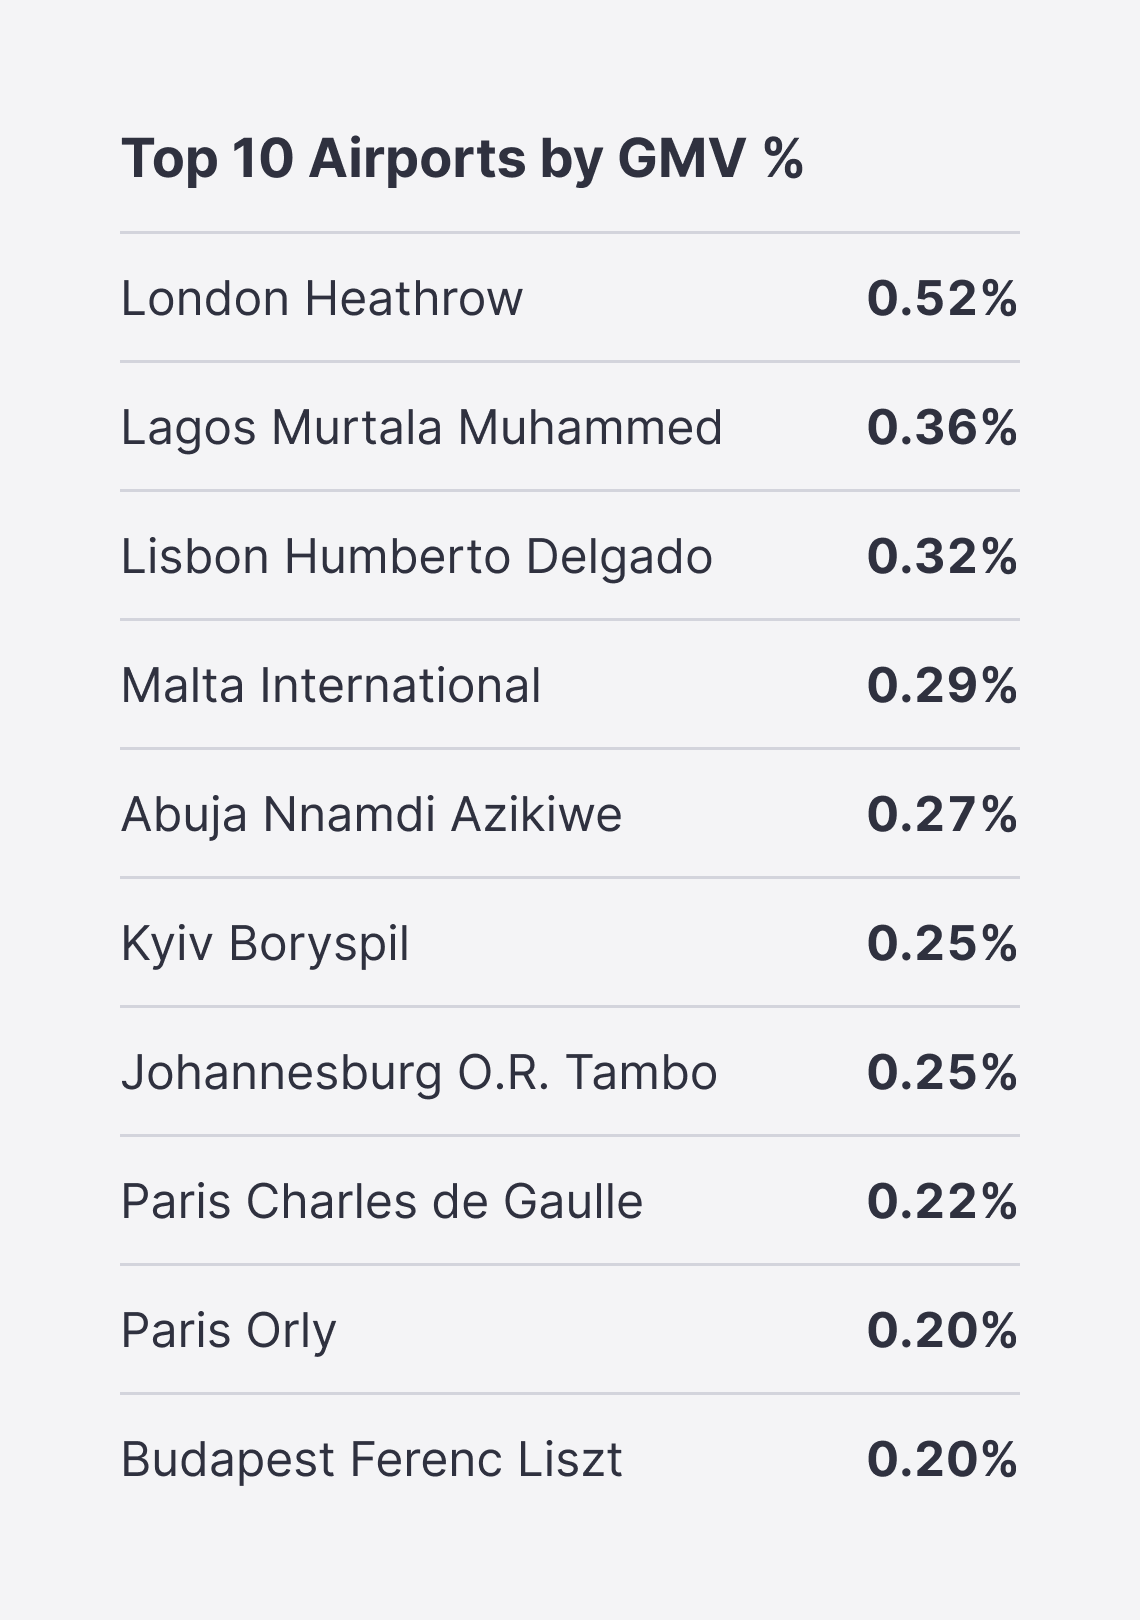 Top 10 Airports by GMV %
London Heathrow 0.52%
Lagos Murtala Muhammed 0.36%
Lisbon Humberto Delgado 0.32%
Malta International 0.29%
Abuja Nnamdi Azikiwe 0.27%
Kyiv Boryspil 0.25%
Johannesburg O.R. Tambo 0.25%
Paris Charles de Gaulle 0.22%
Paris Orly 0.20%
Budapest Ferenc Liszt 0.20%